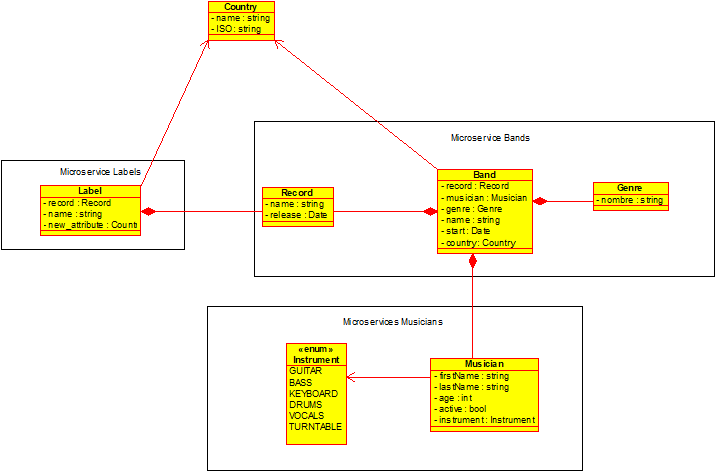 Country
- name : string
- ISO : string
Microservice Bands
Microservice Labels
Label
- record : Record
- name : string
- new_attribute : Count
Record
- name : string
- release : Date
Band
- record : Record
- musician : Musician
- genre : Genre
- name : string
- start : Date
- country: Country
Genre
- nombre : string
Microservices Musicians
«enum»
Instrument
GUITAR
BASS
KEYBOARD
DRUMS
VOCALS
TURNTABLE
Musician
- firstName : string
- lastName : string
- age : int
- active : bool
- instrument : Instrument